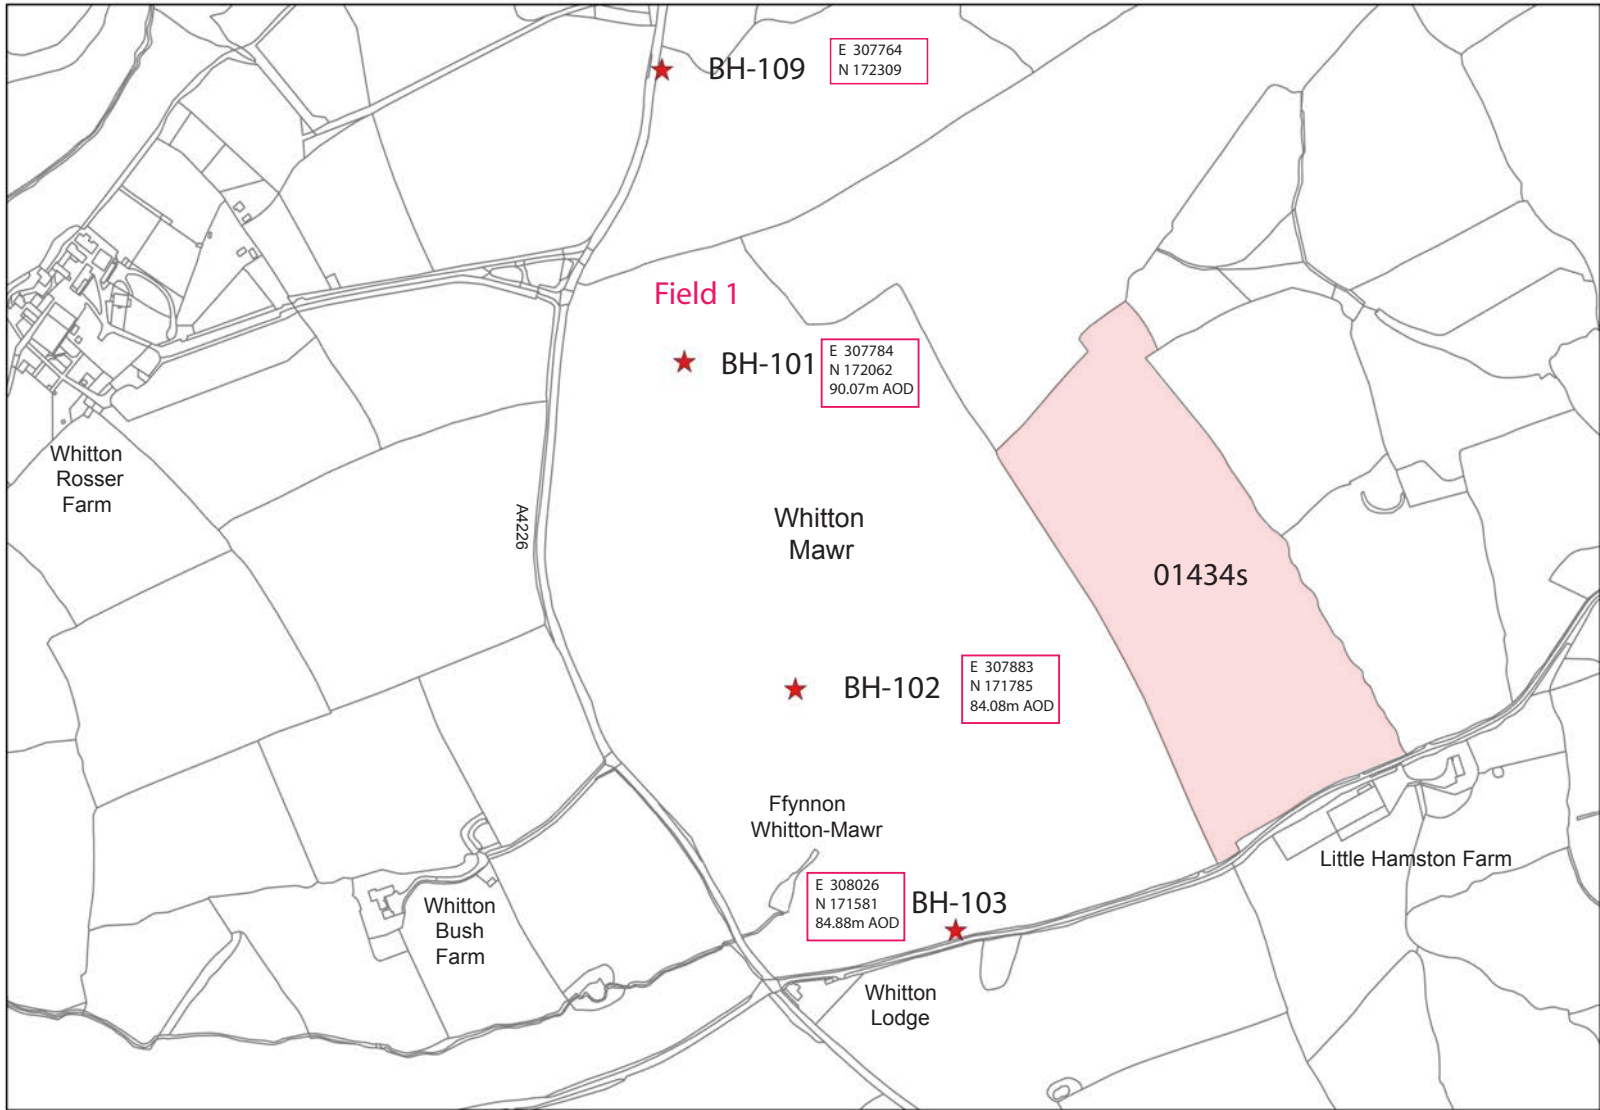 BH-109
E 307764
N 172309
Field 1
BH-101
E 307784
N 172062
90.07m AOD
Whitton
Rosser
Farm
A4226
Whitton
Mawr
01434s
BH-102
E 307883
N 171785
84.08m AOD
Ffynnon
Whitton-Mawr
Little Hamston Farm
E 308026
N 171581
84.88m AOD
BH-103
Whitton
Bush
Farm
Whitton
Lodge